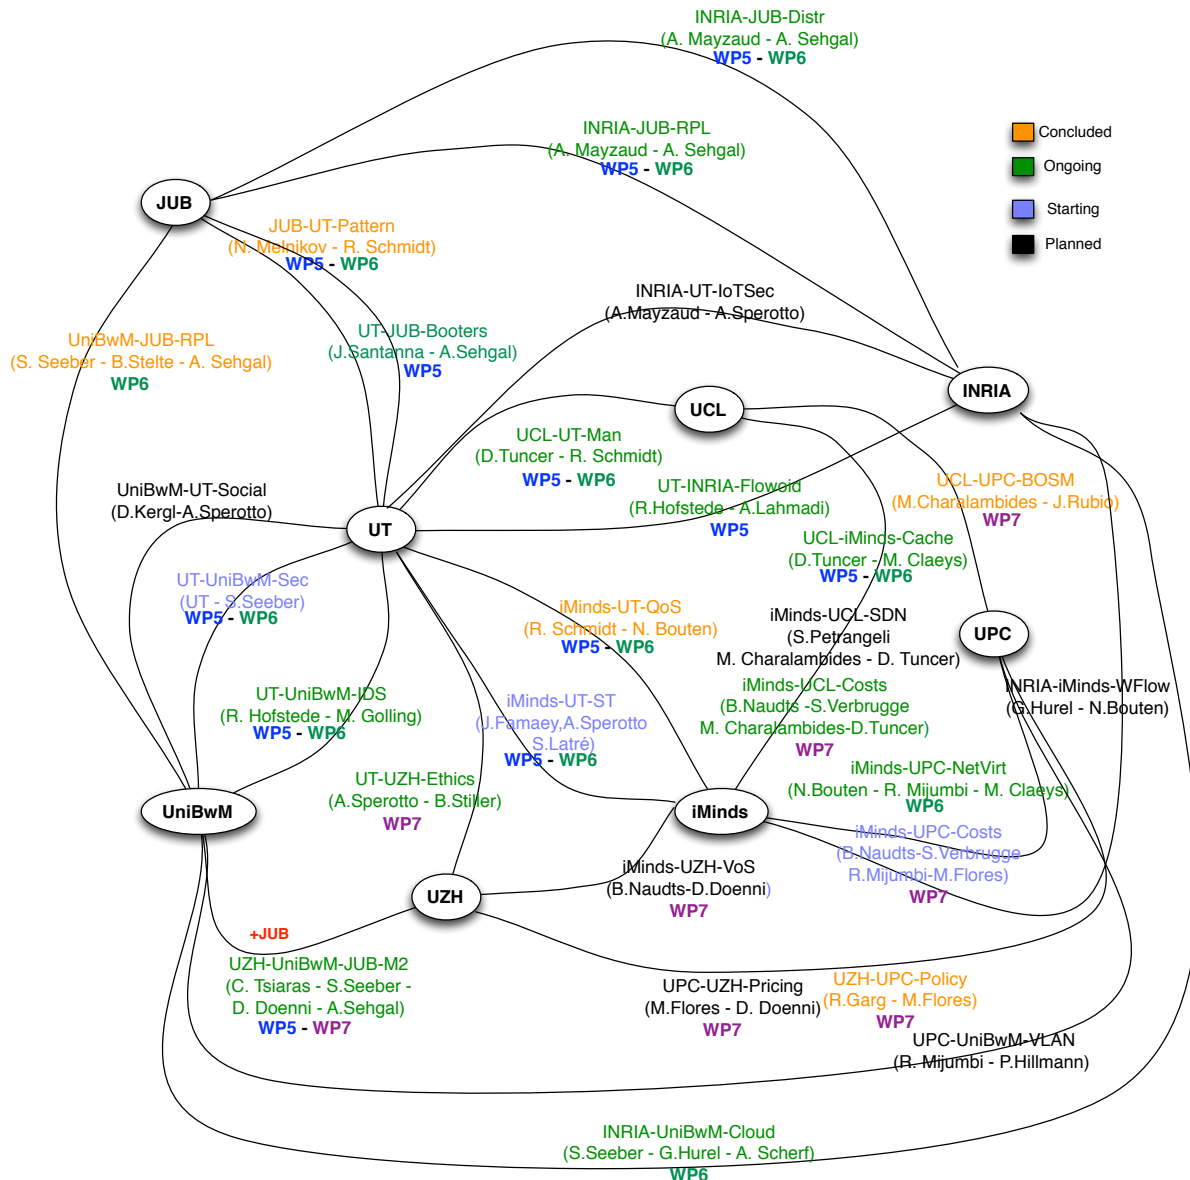 INRIA-JUB-Distr
(A. Mayzaud - A. Sehgal)
WP5 - WP6
INRIA-JUB-RPL
(A. Mayzaud - A. Sehgal)
WP5 - WP6
Concluded
Ongoing
Starting
Planned
JUB
JUB-UT-Pattern
(N. Melnikov - R. Schmidt)
WP5 - WP6
INRIA-UT-IoTSec
(A.Mayzaud - A.Sperotto)
UniBwM-JUB-RPL
(S. Seeber - B.Stelte - A. Sehgal)
WP6
UT-JUB-Booters
(J.Santanna - A.Sehgal)
WP5
INRIA
UCL
UCL-UT-Man
(D.Tuncer - R. Schmidt)
WP5 - WP6
UniBwM-UT-Social
(D.Kergl-A.Sperotto)
UT-INRIA-Flowoid
(R.Hofstede - A.Lahmadi)
WP5
UCL-UPC-BOSM
(M.Charalambides - J.Rubio)
WP7
UT
UCL-iMinds-Cache
(D.Tuncer - M. Claeys)
WP5 - WP6
UT-UniBwM-Sec
(UT - S.Seeber)
WP5 - WP6
iMinds-UT-QoS
(R. Schmidt - N. Bouten)
WP5 - WP6
iMinds-UCL-SDN
(S.Petrangeli
M. Charalambides - D. Tuncer)
UPC
UT-UniBwM-IDS
(R. Hofstede - M. Golling)
WP5 - WP6
iMinds-UT-ST
(J.Famaey,A.Sperotto
S.Latré)
WP5 - WP6
iMinds-UCL-Costs
(B.Naudts -S.Verbrugge
M. Charalambides-D.Tuncer)
WP7
INRIA-iMinds-WFlow
(G.Hurel - N.Bouten)
UT-UZH-Ethics
(A.Sperotto - B.Stiller)
WP7
iMinds-UPC-NetVirt
(N.Bouten - R. Mijumbi - M. Claeys)
WP6
UniBwM
iMinds
iMinds-UPC-Costs
(B.Naudts-S.Verbrugge
R.Mijumbi-M.Flores)
WP7
iMinds-UZH-VoS
(B.Naudts-D.Doenni)
WP7
UZH
+JUB
UZH-UniBwM-JUB-M2
(C. Tsiaras - S.Seeber -
D. Doenni - A.Sehgal)
WP5 - WP7
UPC-UZH-Pricing
(M.Flores - D. Doenni)
WP7
UZH-UPC-Policy
(R.Garg - M.Flores)
WP7
UPC-UniBwM-VLAN
(R. Mijumbi - P.Hillmann)
INRIA-UniBwM-Cloud
(S.Seeber - G.Hurel - A. Scherf)
WP6